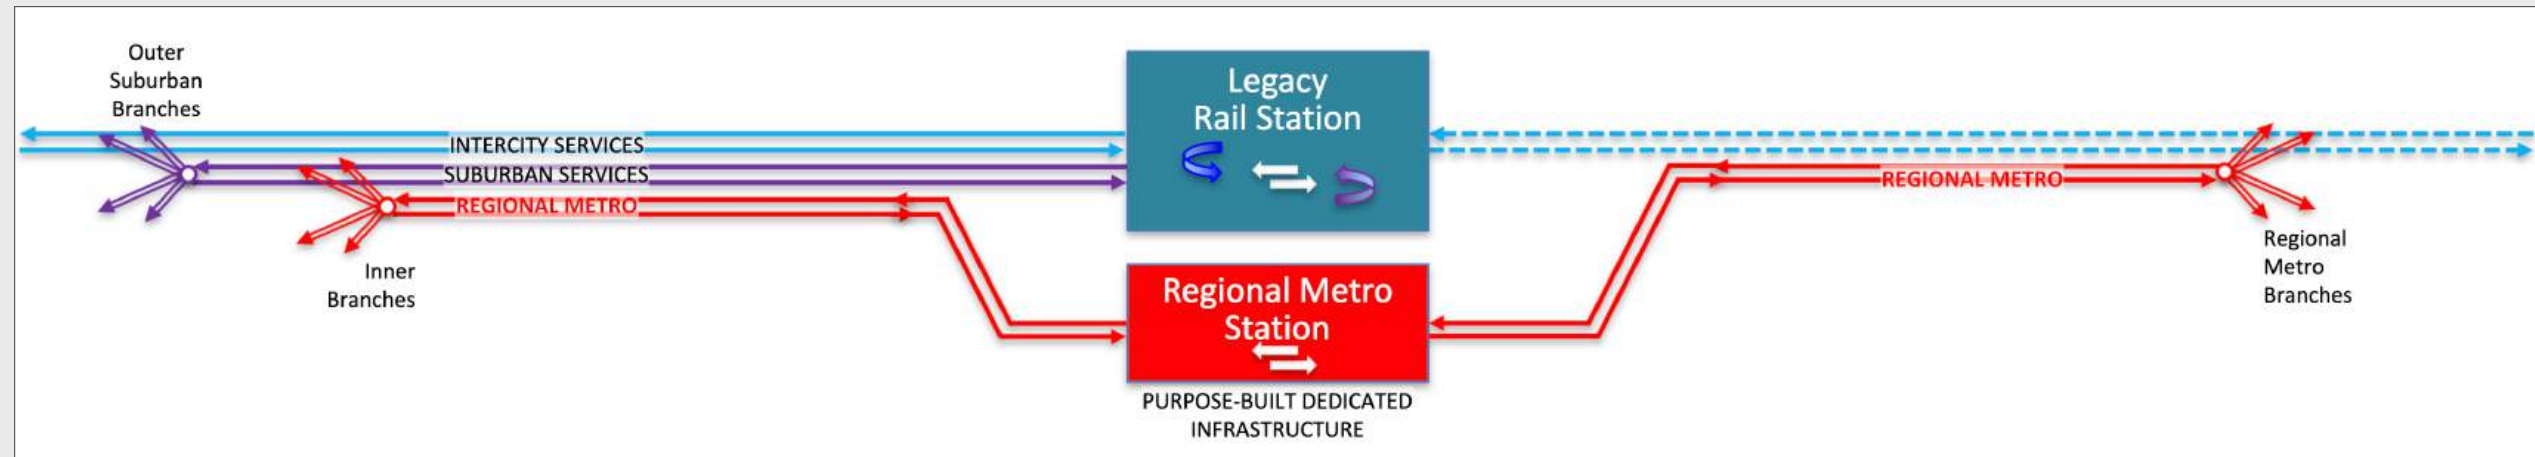 Outer
Suburban
Branches
Legacy
Rail Station
INTERCITY SERVICES
SUBURBAN SERVICES
REGIONAL METRO
REGIONAL METRO
Inner
Branches
Regional Metro
Station
Regional
Metro
Branches
PURPOSE-BUILT DEDICATED
INFRASTRUCTURE